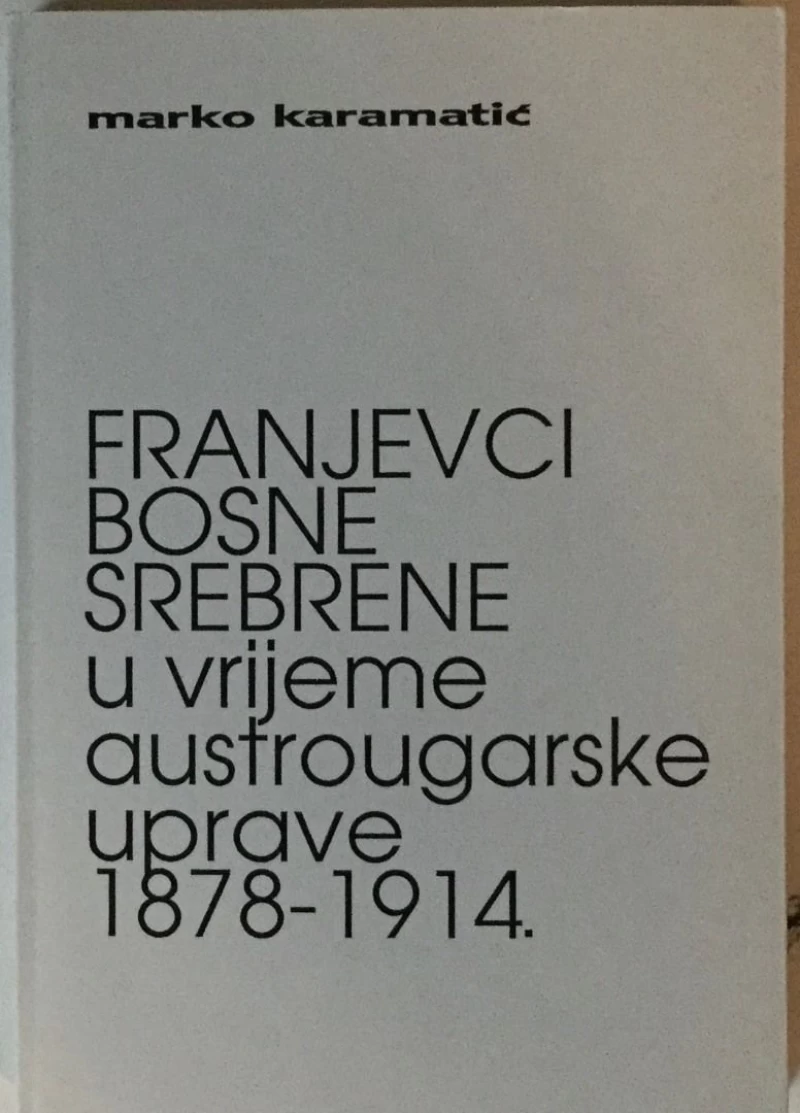 marko karamatić
FRANJEVCI
BOSNE
SREBRENE
u vrijeme
austrougarske
uprave
1878-1914.